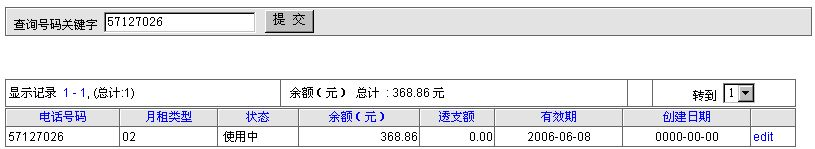 查询号码关键字 57127026 提 交
显示记录 1 - 1, (总计:1) 余额 ( 元 ) 总计 : 368.86 元 转到 1
电话号码 月租类型 状态 余额 ( 元 ) 透支额 有效期 创建日期
57127026 02 使用中 368.86 0.00 2006-06-08 0000-00-00 edit